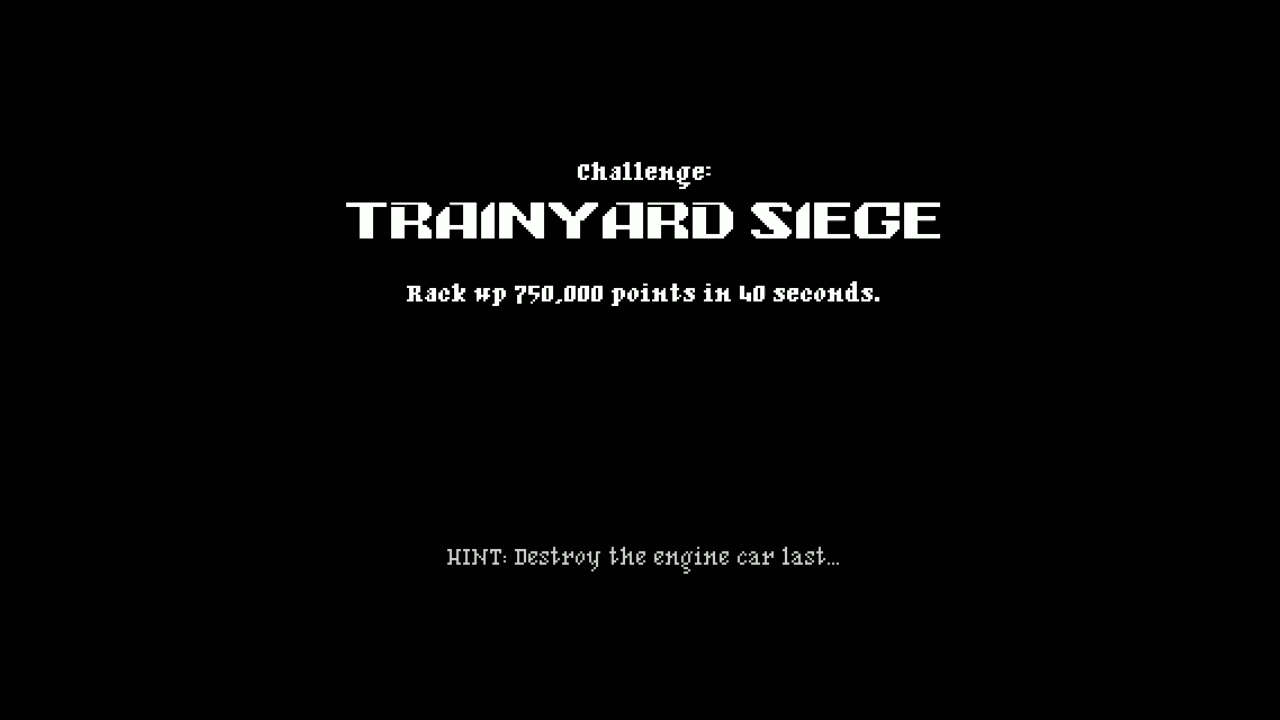 Challenge:
TRAINYARD SIEGE
Rack up 750,000 points in 40 seconds.
HINT: Destroy the engine car last...